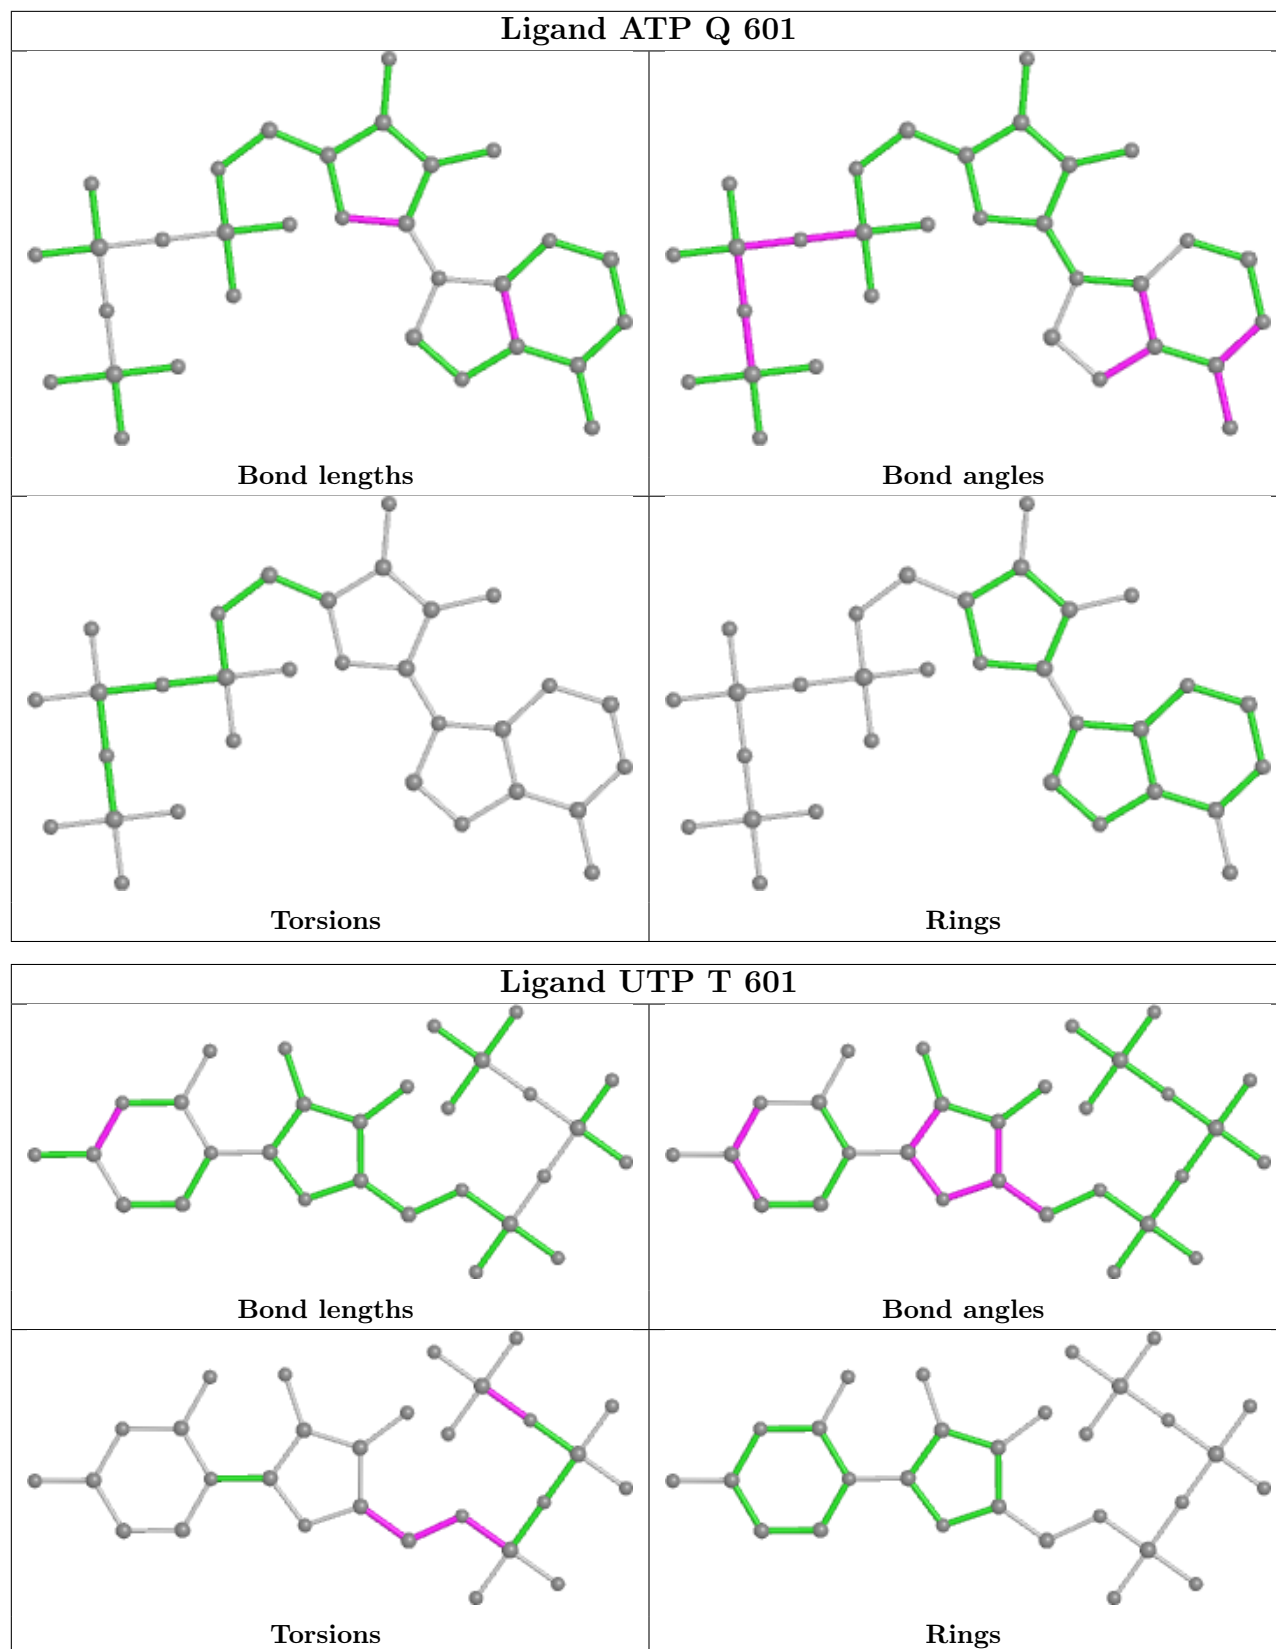 Ligand ATP Q 601
Bond lengths
Bond angles
Torsions
Rings
Ligand UTP T 601
Bond lengths
Bond angles
Torsions
Rings